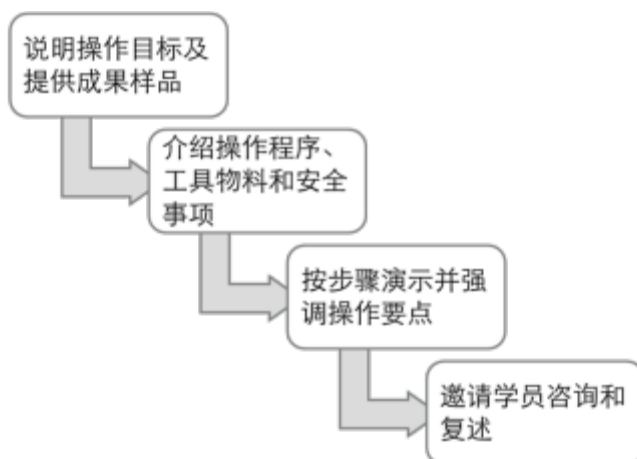 说明操作目标及
提供成果样品
介绍操作程序、
工具物料和安全
事项
按步骤演示并强
调操作要点
邀请学员咨询和
复述